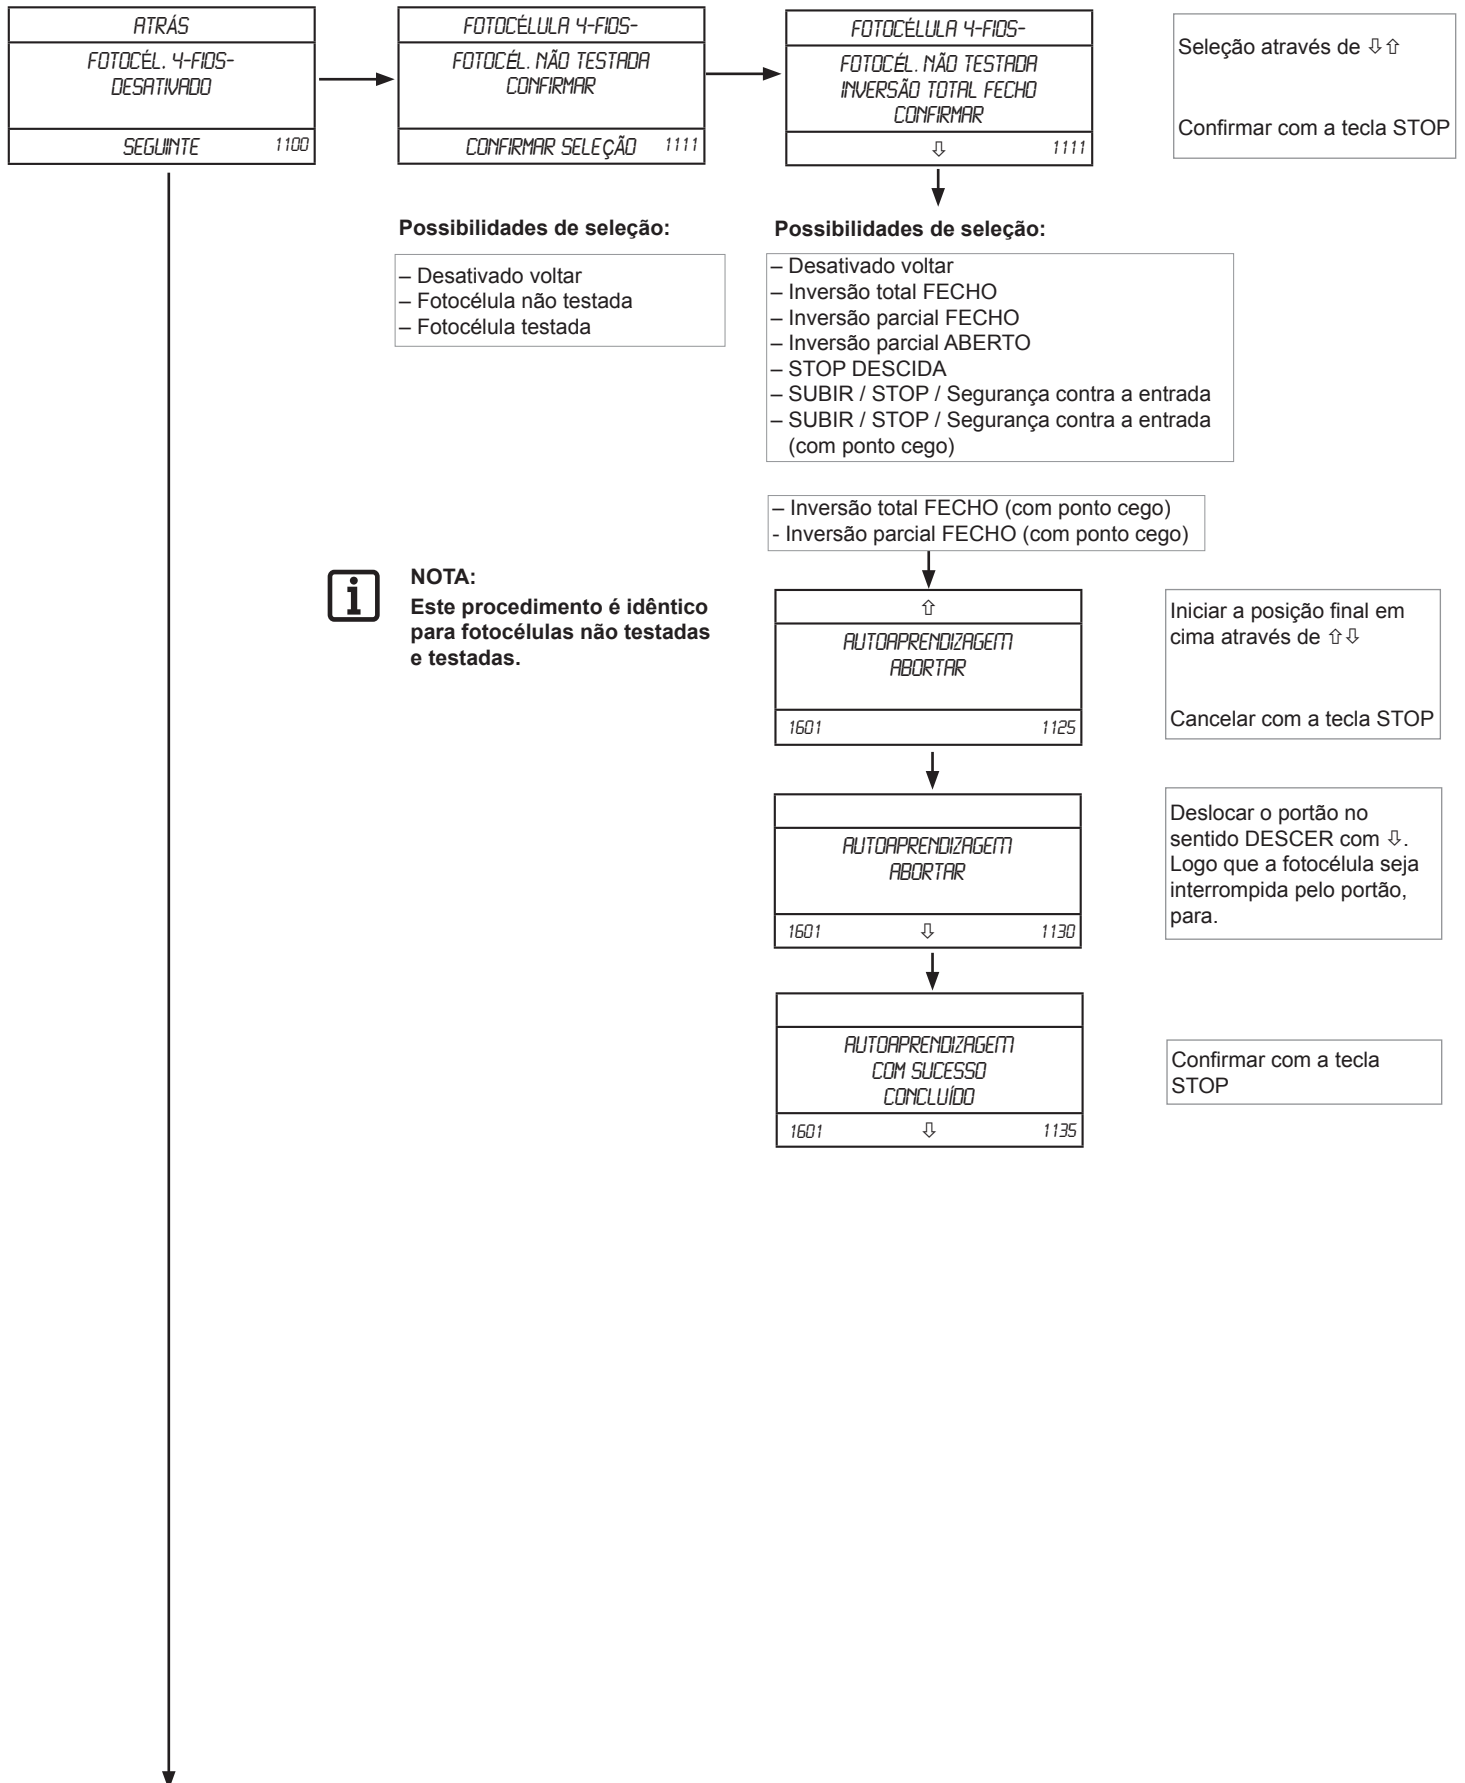 ATRÁS
FOTOCÉL. 4-FIOS-
DESATIVADO
SEGUINTE 1100
FOTOCÉLULA 4-FIOS-
FOTOCÉL. NÃO TESTADA
CONFIRMAR
CONFIRMAR SELEÇÃO 1111
FOTOCÉLULA 4-FIOS-
FOTOCÉL. NÃO TESTADA
INVERSÃO TOTAL FECHO
CONFIRMAR
⇩ 1111
Seleção através de ⇩⇧
Confirmar com a tecla STOP
Possibilidades de seleção:
– Desativado voltar
– Fotocélula não testada
– Fotocélula testada
Possibilidades de seleção:
– Desativado voltar
– Inversão total FECHO
– Inversão parcial FECHO
– Inversão parcial ABERTO
– STOP DESCIDA
– SUBIR / STOP / Segurança contra a entrada
– SUBIR / STOP / Segurança contra a entrada
(com ponto cego)
– Inversão total FECHO (com ponto cego)
- Inversão parcial FECHO (com ponto cego)
i
NOTA:
Este procedimento é idêntico
para fotocélulas não testadas
e testadas.
⇧
AUTOAPRENDIZAGEM
ABORTAR
1601 1125
Iniciar a posição final em
cima através de ⇧⇩
Cancelar com a tecla STOP
AUTOAPRENDIZAGEM
ABORTAR
1601 ⇩ 1130
Deslocar o portão no
sentido DESCER com ⇩.
Logo que a fotocélula seja
interrompida pelo portão,
para.
AUTOAPRENDIZAGEM
COM SUCESSO
CONCLUÍDO
1601 ⇩ 1135
Confirmar com a tecla
STOP